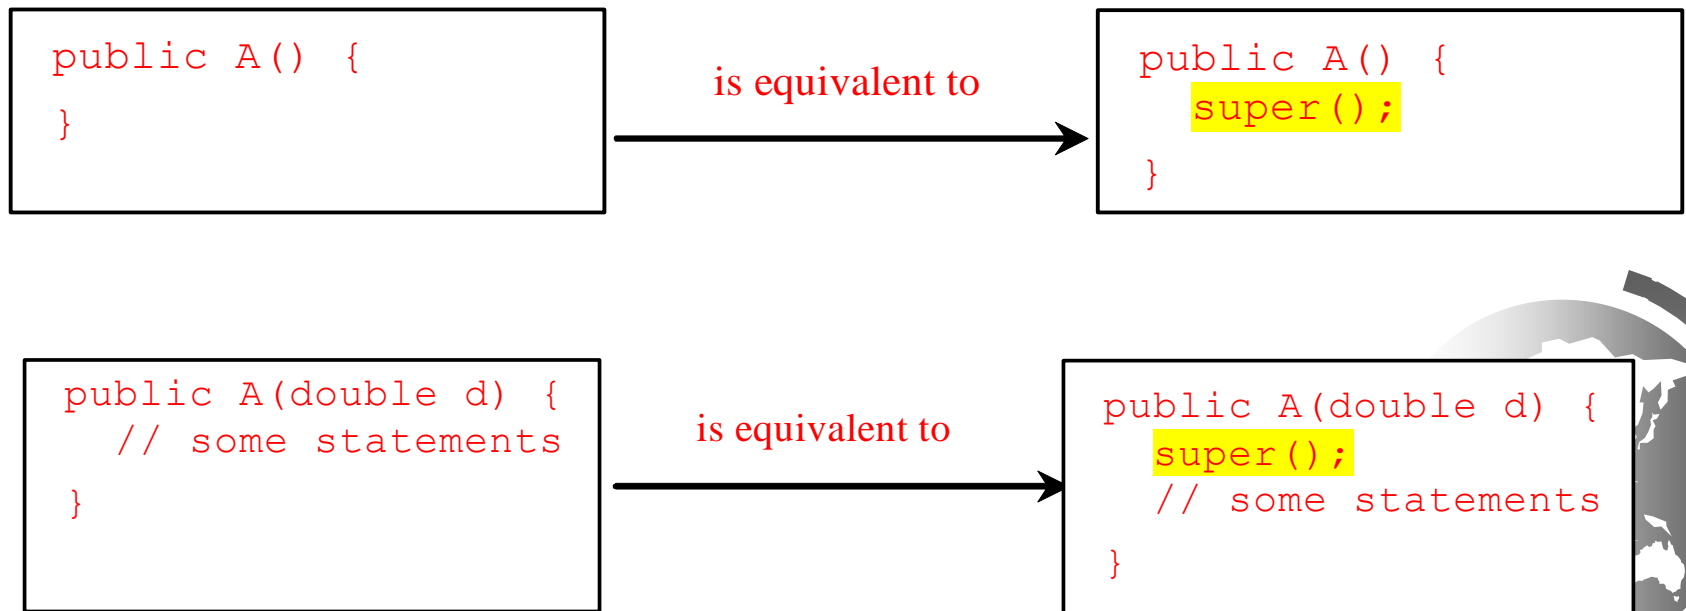 public A() {
}
is equivalent to
public A() {
super();
}
public A(double d) {
// some statements
}
is equivalent to
public A(double d) {
super();
// some statements
}